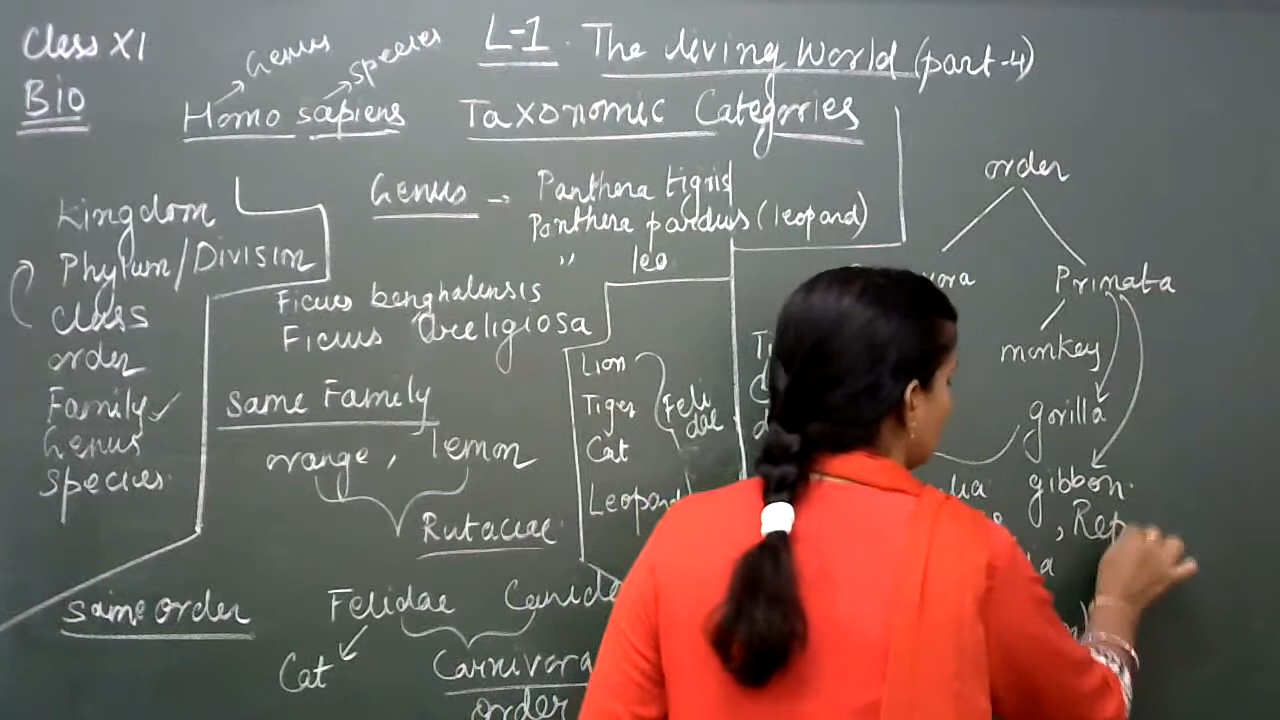 Class XI
Bio
L-1. The living World (part-4)
Genus
species
Homo sapiens
Taxonomic Categories
Kingdom
Phylum/Division
Class
order
Family ✓
Genus
species
Genus - Panthera tigris
Panthera pardus (leopard)
" leo
Ficus benghalensis
Ficus religiosa
Same Family
orange, lemon
Rutaceae
Lion
Tiger
Cat
Leopard
Felidae
same order
Felidae
Cat
Carnivora
order
order
Primata
monkey
gorilla
gibbon.
, Rep